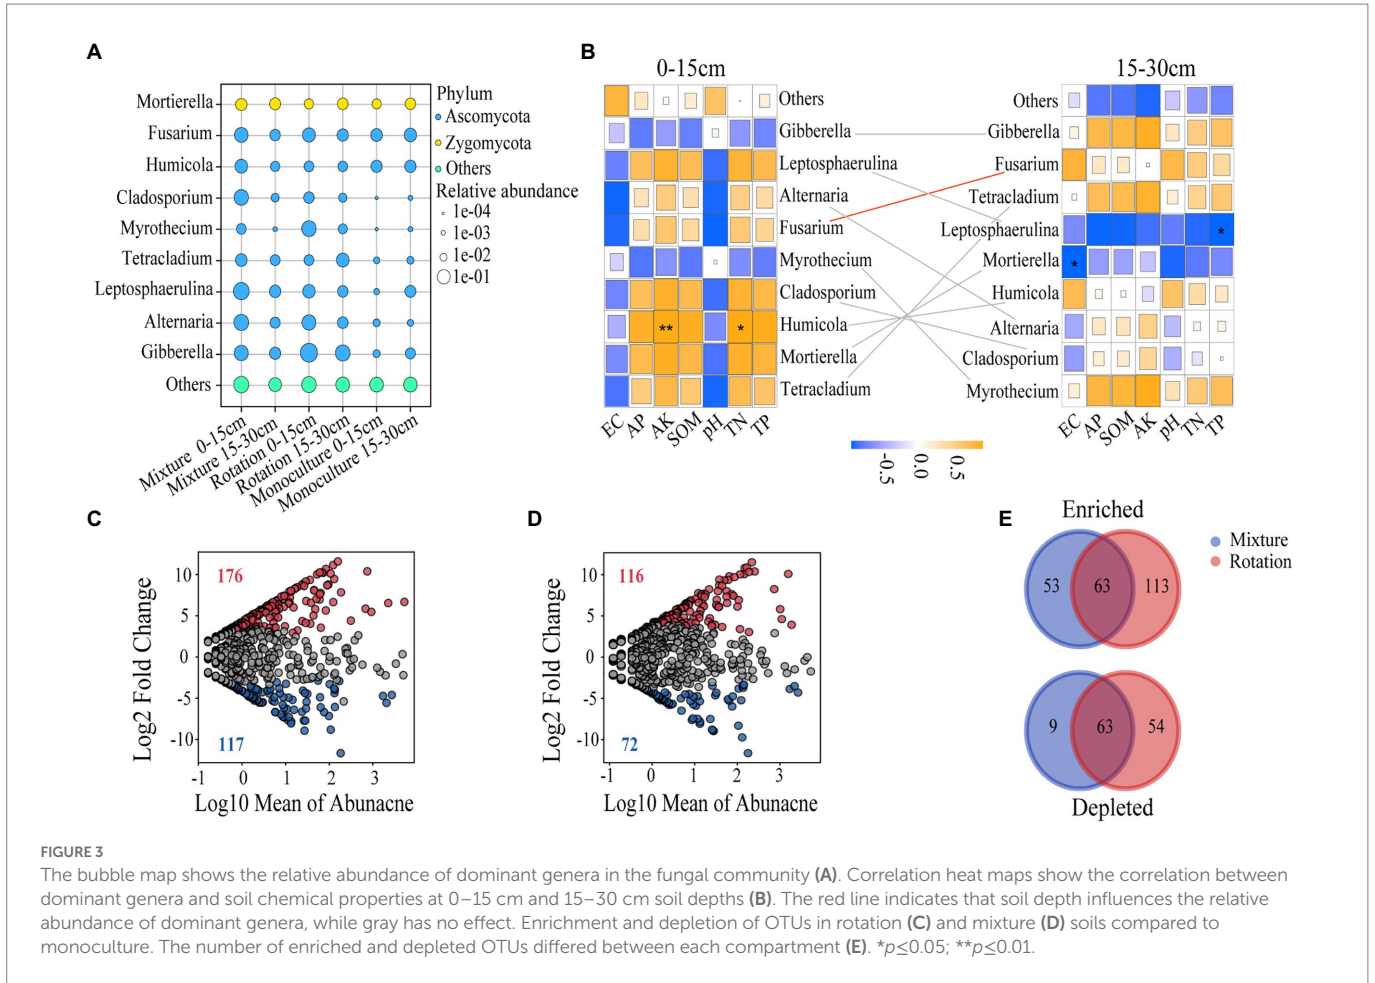 A
Mortierella
Fusarium
Humicola
Cladosporium
Myrothecium
Tetracladium
Leptosphaerulina
Alternaria
Gibberella
Others
Mixture 0-15cm
Mixture 15-30cm
Rotation 0-15cm
Rotation 15-30cm
Monoculture 0-15cm
Monoculture 15-30cm
Phylum
Ascomycota
Zygomycota
Others
Relative abundance
1e-04
1e-03
1e-02
1e-01
B
0-15cm
Others
Gibberella
Leptosphaerulina
Alternaria
Fusarium
Myrothecium
Cladosporium
Humicola
Mortierella
Tetracladium
**
*
EC AP AK SOM pH TN TP
15-30cm
Others
Gibberella
Fusarium
Tetracladium
Leptosphaerulina
Mortierella
Humicola
Alternaria
Cladosporium
Myrothecium
*
*
EC AP SOM AK pH TN TP
-0.5 0.0 0.5
C
Log2 Fold Change
10
5
0
-5
-10
176
117
-1 0 1 2 3
Log10 Mean of Abunacne
D
Log2 Fold Change
10
5
0
-5
-10
116
72
-1 0 1 2 3
Log10 Mean of Abunacne
E
Enriched
53 63 113
Mixture
Rotation
9 63 54
Depleted
FIGURE 3
The bubble map shows the relative abundance of dominant genera in the fungal community (A). Correlation heat maps show the correlation between
dominant genera and soil chemical properties at 0–15 cm and 15–30 cm soil depths (B). The red line indicates that soil depth influences the relative
abundance of dominant genera, while gray has no effect. Enrichment and depletion of OTUs in rotation (C) and mixture (D) soils compared to
monoculture. The number of enriched and depleted OTUs differed between each compartment (E). *p≤0.05; **p≤0.01.